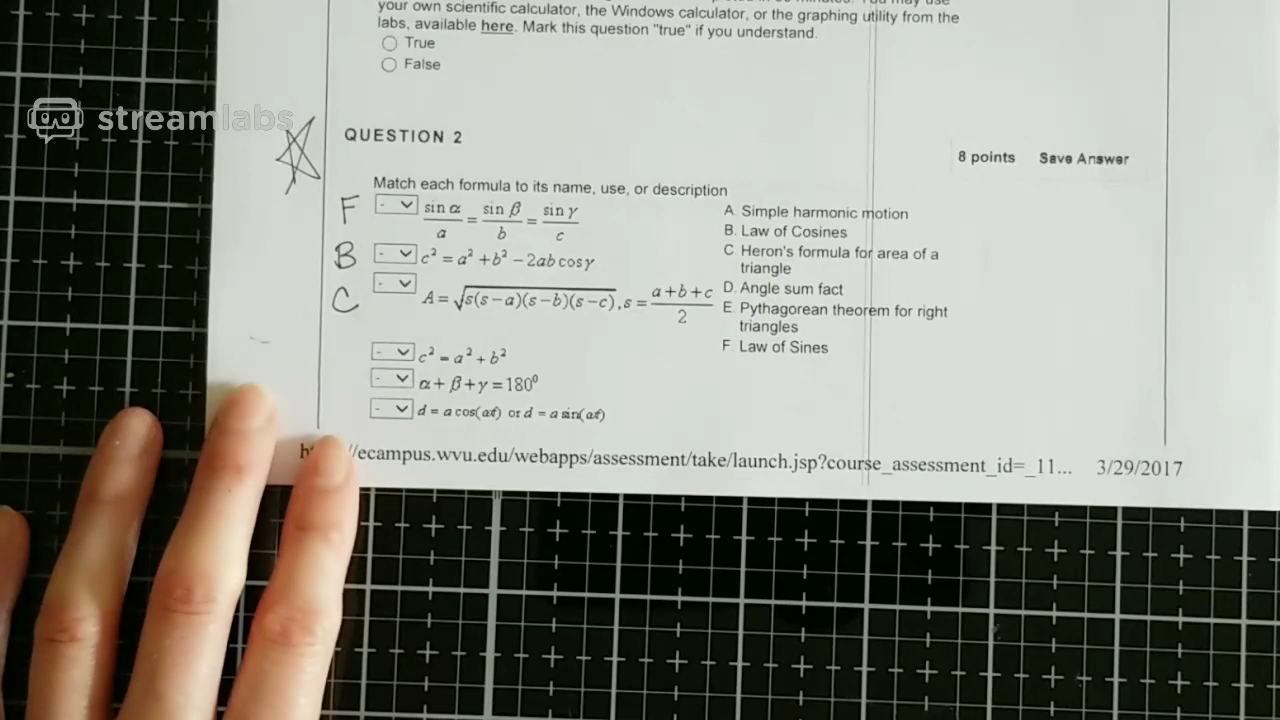 your own scientific calculator, the Windows calculator, or the graphing utility from the
labs, available here. Mark this question "true" if you understand.
True
False
streamlabs
QUESTION 2
8 points Save Answer
Match each formula to its name, use, or description
F - sin α / a = sin β / b = sin γ / c
B - c² = a² + b² − 2ab cos γ
C - A = √s(s−a)(s−b)(s−c), s = a+b+c / 2
- c² = a² + b²
- α + β + γ = 180⁰
- d = a cos(ωt) or d = a sin(ωt)
A. Simple harmonic motion
B. Law of Cosines
C. Heron's formula for area of a
triangle
D. Angle sum fact
E. Pythagorean theorem for right
triangles
F. Law of Sines
//ecampus.wvu.edu/webapps/assessment/take/launch.jsp?course_assessment_id=_11... 3/29/2017